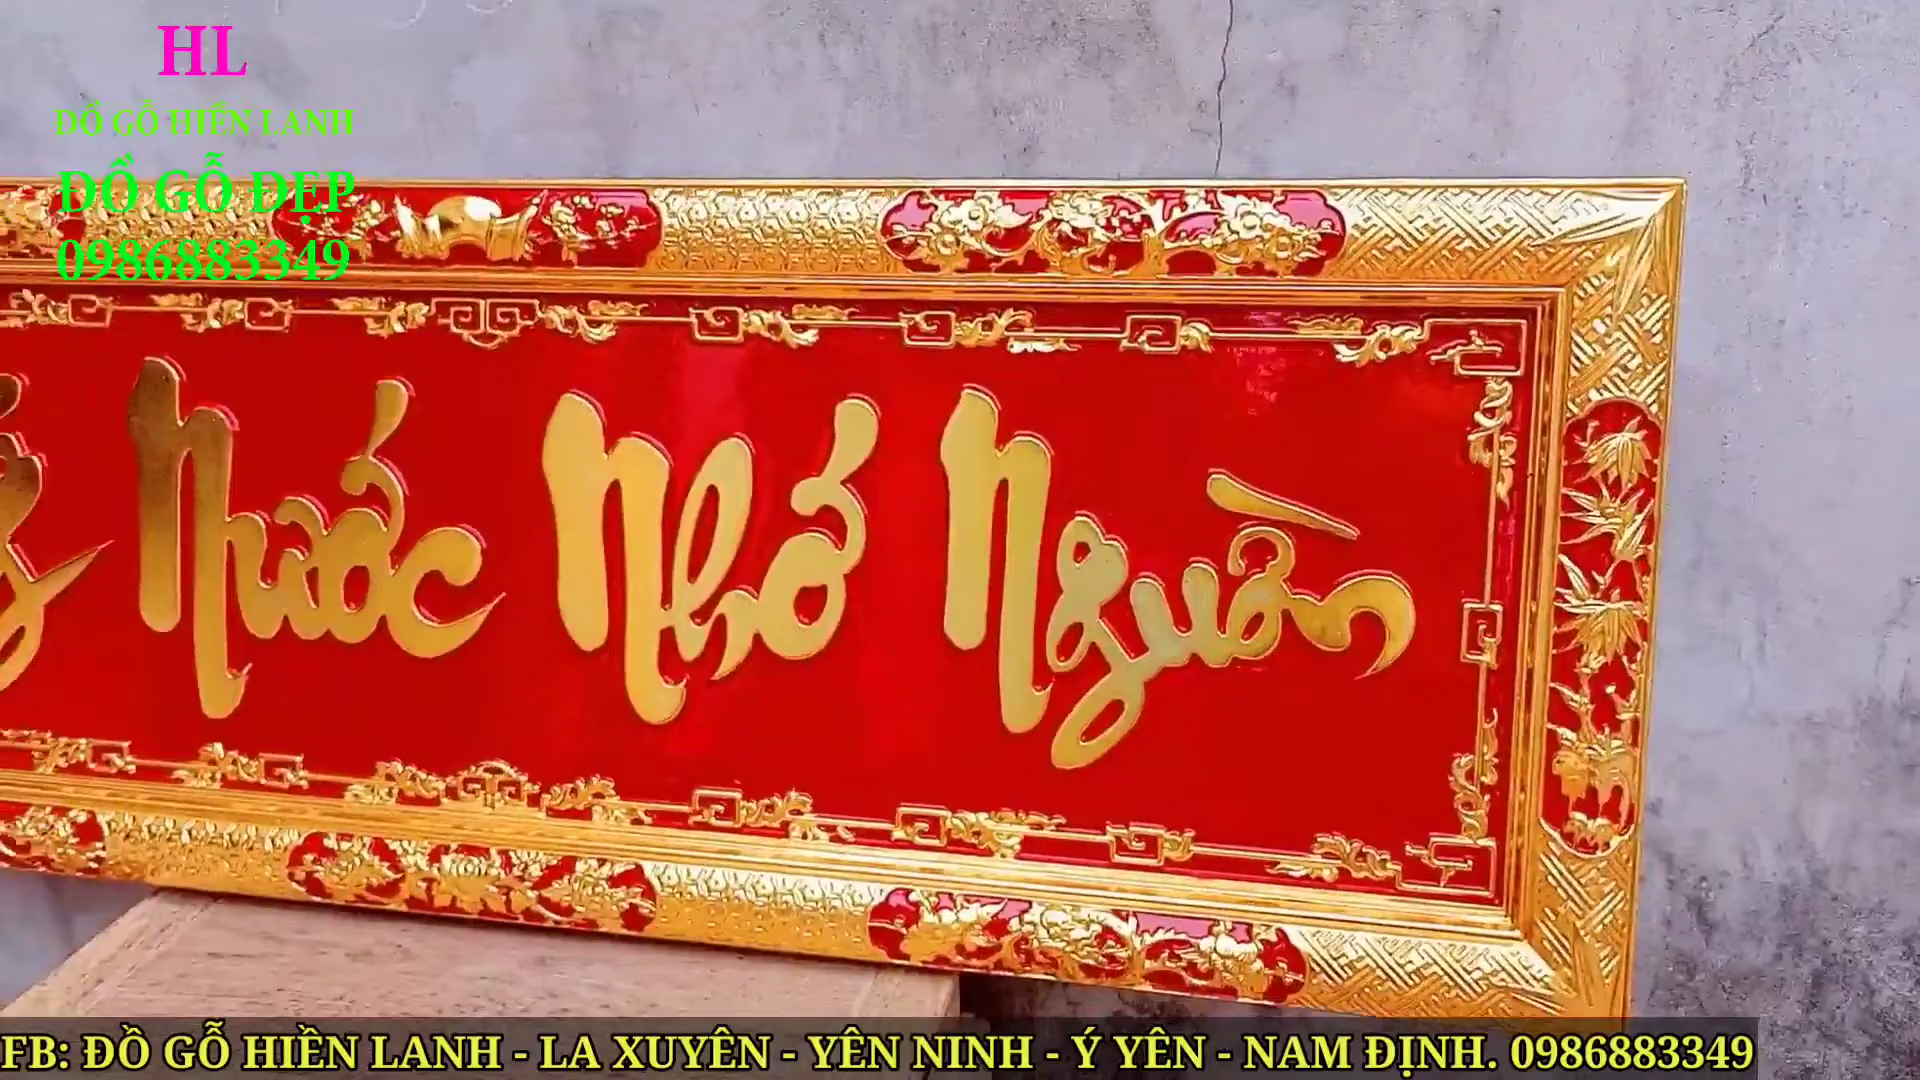 HL
ĐỒ GỖ HIỀN LANH
ĐỒ GỖ ĐẸP
0986883349
Nước Nhớ Nguồn
FB: ĐỒ GỖ HIỀN LANH - LA XUYÊN - YÊN NINH - Ý YÊN - NAM ĐỊNH. 0986883349